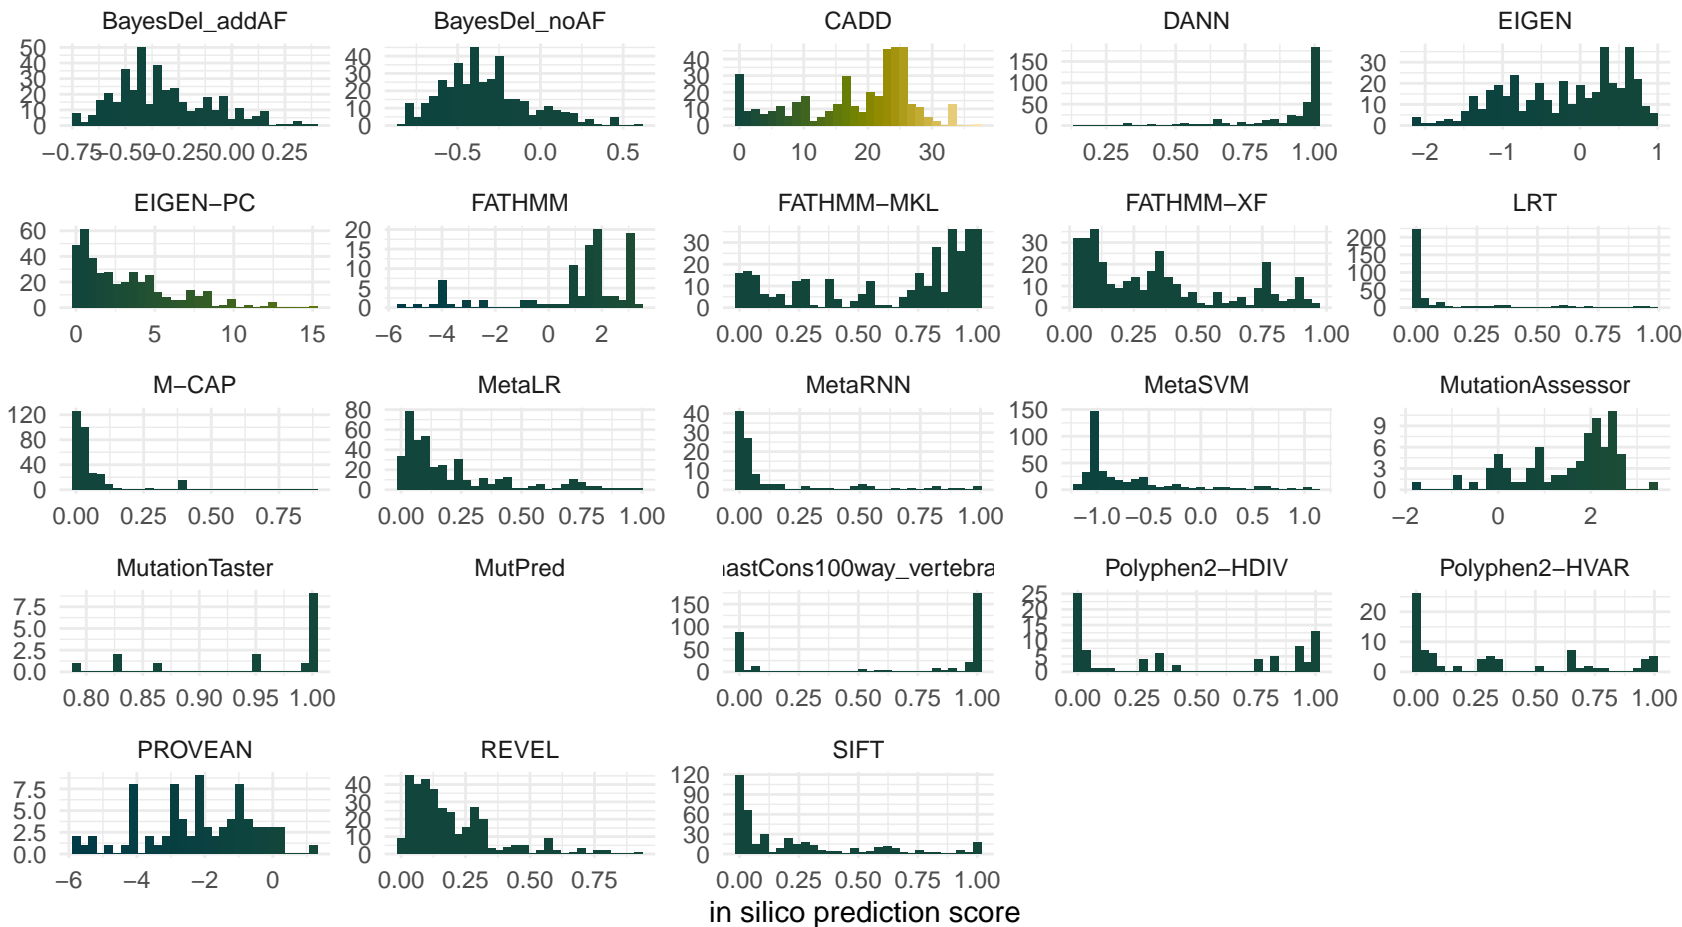 BayesDel_addAF BayesDel_noAF CADD DANN EIGEN
50 40 30 20 10 0
40 30 20 10 0
40 30 20 10 0
150 100 50 0
30 20 10 0
−0.75 −0.50 −0.25 0.00 0.25
−0.5 0.0 0.5
0 10 20 30
0.25 0.50 0.75 1.00
−2 −1 0 1
EIGEN−PC FATHMM FATHMM−MKL FATHMM−XF LRT
60 40 20 0
20 15 10 5 0
30 20 10 0
30 20 10 0
200 150 100 50 0
0 5 10 15
−6 −4 −2 0 2
0.00 0.25 0.50 0.75 1.00
0.00 0.25 0.50 0.75 1.00
0.00 0.25 0.50 0.75 1.00
M−CAP MetaLR MetaRNN MetaSVM MutationAssessor
120 80 40 0
80 60 40 20 0
40 30 20 10 0
150 100 50 0
9 6 3 0
0.00 0.25 0.50 0.75
0.00 0.25 0.50 0.75 1.00
0.00 0.25 0.50 0.75 1.00
−1.0 −0.5 0.0 0.5 1.0
−2 0 2
MutationTaster MutPred astCons100way_vertebra Polyphen2−HDIV Polyphen2−HVAR
7.5 5.0 2.5 0.0
150 100 50 0
25 20 15 10 5 0
20 10 0
0.80 0.85 0.90 0.95 1.00
0.00 0.25 0.50 0.75 1.00
0.00 0.25 0.50 0.75 1.00
0.00 0.25 0.50 0.75 1.00
PROVEAN REVEL SIFT
7.5 5.0 2.5 0.0
40 30 20 10 0
120 90 60 30 0
−6 −4 −2 0
0.00 0.25 0.50 0.75
0.00 0.25 0.50 0.75 1.00
in silico prediction score